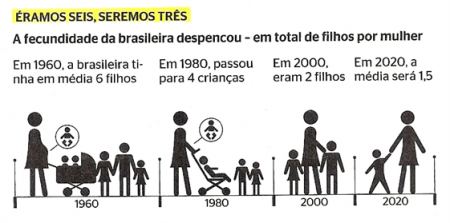 ÉRAMOS SEIS, SEREMOS TRÊS
A fecundidade da brasileira despencou – em total de filhos por mulher
Em 1960, a brasileira ti-
nha em média 6 filhos
Em 1980, passou
para 4 crianças
Em 2000,
eram 2 filhos
Em 2020, a
média será 1,5
1960
1980
2000
2020